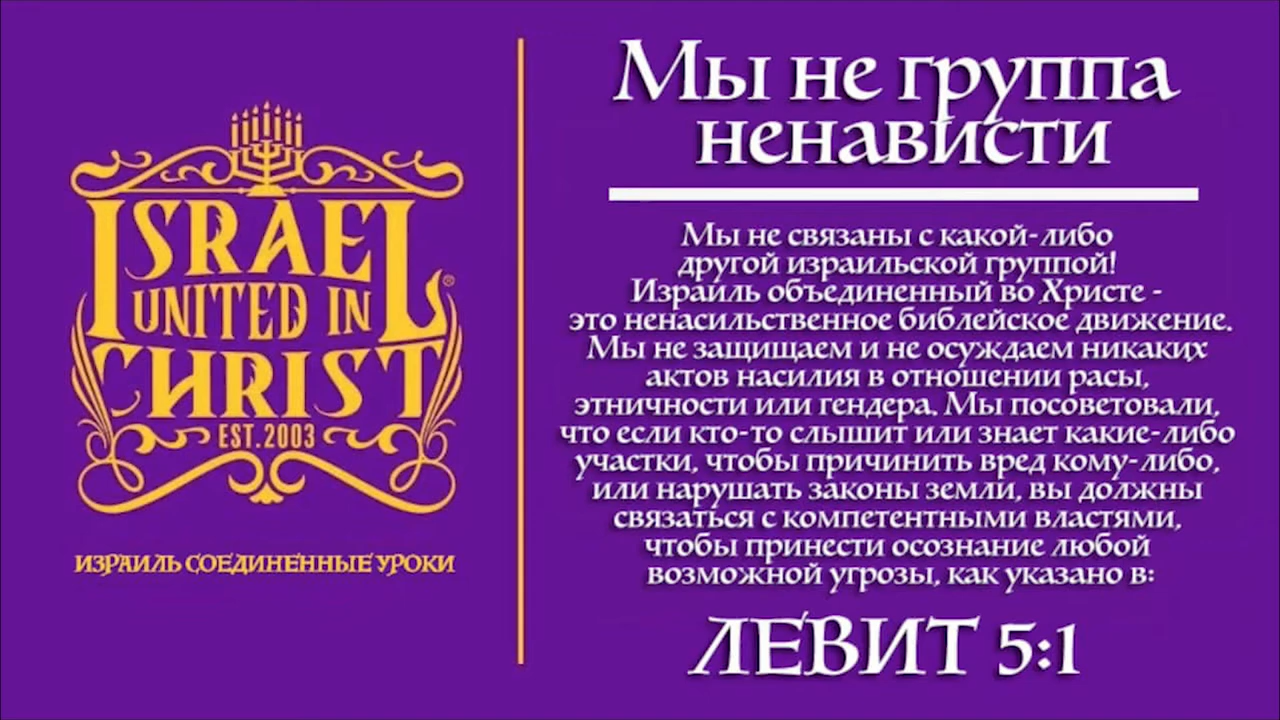 ISRAEL
UNITED IN
CHRIST
EST. 2003
ИЗРАИЛЬ СОЕДИНЕННЫЕ УРОКИ
Мы не группа
ненависти
Мы не связаны с какой-либо
другой израильской группой!
Израиль объединенный во Христе -
это ненасильственное библейское движение.
Мы не защищаем и не осуждаем никаких
актов насилия в отношении расы,
этничности или гендера. Мы посоветовали,
что если кто-то слышит или знает какие-либо
участки, чтобы причинить вред кому-либо,
или нарушать законы земли, вы должны
связаться с компетентными властями,
чтобы принести осознание любой
возможной угрозы, как указано в:
ЛЕВИТ 5:1